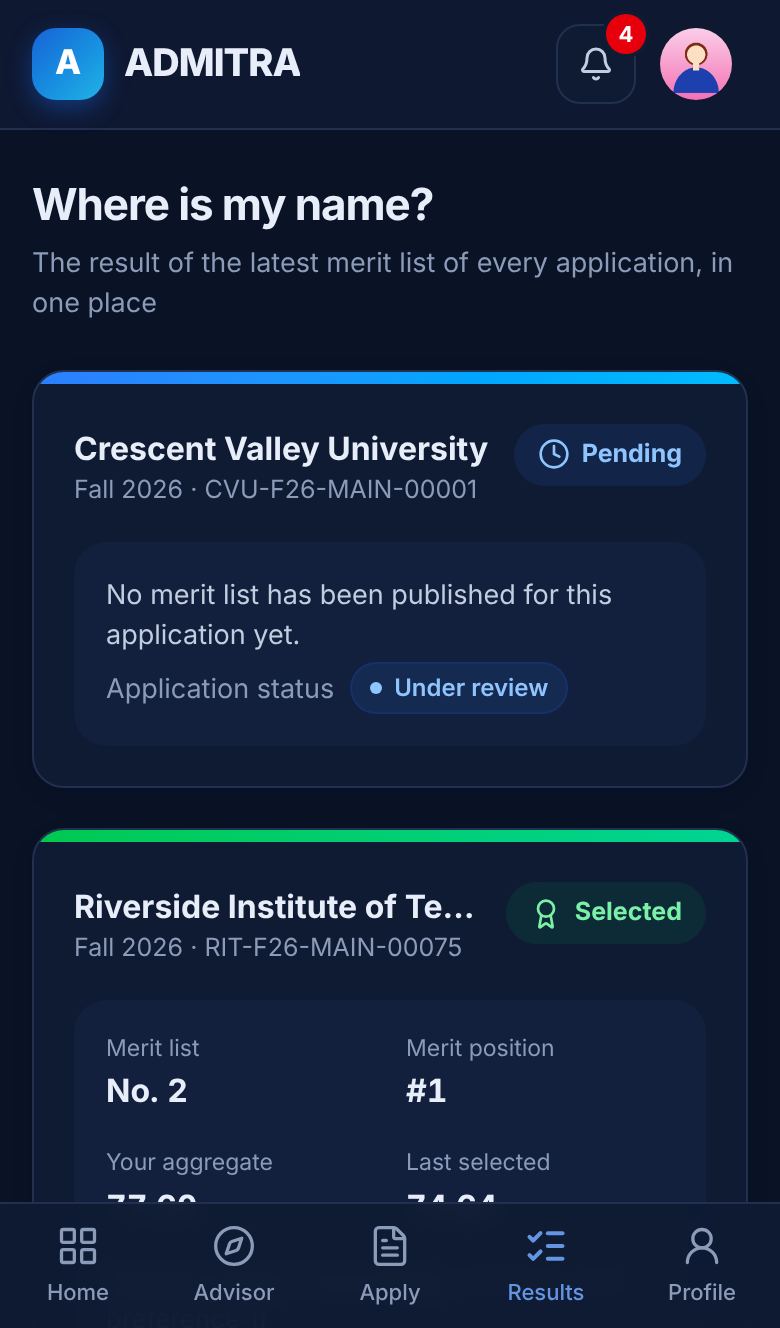 A ADMITRA 4
Where is my name?
The result of the latest merit list of every application, in
one place
Crescent Valley University
Pending
Fall 2026 · CVU-F26-MAIN-00001
No merit list has been published for this
application yet.
Application status Under review
Riverside Institute of Te...
Selected
Fall 2026 · RIT-F26-MAIN-00075
Merit list Merit position
No. 2 #1
Your aggregate Last selected
Home Advisor Apply Results Profile